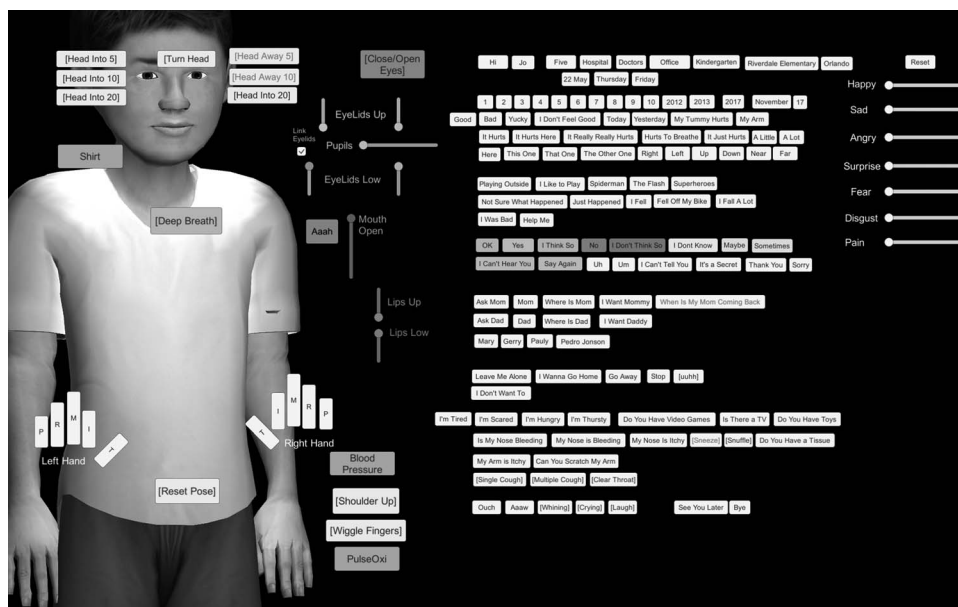 [Head Into 5] [Turn Head [Head Away 5]
[Head Into 10] [Head Away 10]
[Head Into 20] [Head Into 20]
Shirt
[Deep Breath]
P R M I T
Left Hand
T I M R P
Right Hand
[Reset Pose]
[Close/Open
Eyes]
EyeLids Up
Link
Eyelids
Pupils
EyeLids Low
Aaah
Mouth
Open
Lips Up
Lips Low
Blood
Pressure
[Shoulder Up]
[Wiggle Fingers]
PulseOxi
Hi Jo Five Hospital Doctors Office Kindergarten Riverdale Elementary Orlando Reset
22 May Thursday Friday
1 2 3 4 5 6 7 8 9 10 2012 2013 2017 November 17
Good Bad Yucky I Don't Feel Good Today Yesterday My Tummy Hurts My Arm
It Hurts It Hurts Here It Really Really Hurts Hurts To Breathe It Just Hurts A Little A Lot
Here This One That One The Other One Right Left Up Down Near Far
Playing Outside I Like to Play Spiderman The Flash Superheroes
Not Sure What Happened Just Happened I Fell Fell Off My Bike I Fall A Lot
I Was Bad Help Me
OK Yes I Think So No I Don't Think So I Dont Know Maybe Sometimes
I Can't Hear You Say Again Uh Um I Can't Tell You It's a Secret Thank You Sorry
Ask Mom Mom Where Is Mom I Want Mommy When Is My Mom Coming Back
Ask Dad Dad Where Is Dad I Want Daddy
Mary Gerry Pauly Pedro Jonson
Leave Me Alone I Wanna Go Home Go Away Stop [uuhh]
I Don't Want To
I'm Tired I'm Scared I'm Hungry I'm Thursty Do You Have Video Games Is There a TV Do You Have Toys
Is My Nose Bleeding My Nose is Bleeding My Nose Is Itchy [Sneeze] [Snuffle] Do You Have a Tissue
My Arm is Itchy Can You Scratch My Arm
[Single Cough] [Multiple Cough] [Clear Throat]
Ouch Aaaw [Whining] [Crying] [Laugh] See You Later Bye
Happy
Sad
Angry
Surprise
Fear
Disgust
Pain